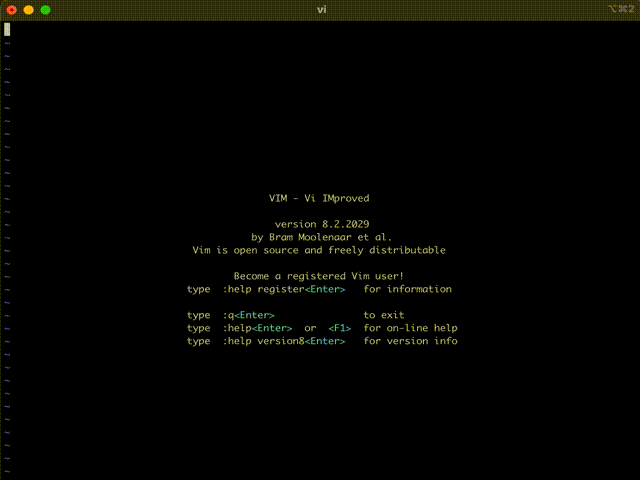 vi
⌥⌘2
~
~
~
~
~
~
~
~
~
~
~
~
~ VIM - Vi IMproved
~
~ version 8.2.2029
~ by Bram Moolenaar et al.
~ Vim is open source and freely distributable
~
~ Become a registered Vim user!
~ type :help register<Enter> for information
~
~ type :q<Enter> to exit
~ type :help<Enter> or <F1> for on-line help
~ type :help version8<Enter> for version info
~
~
~
~
~
~
~
~
~
~